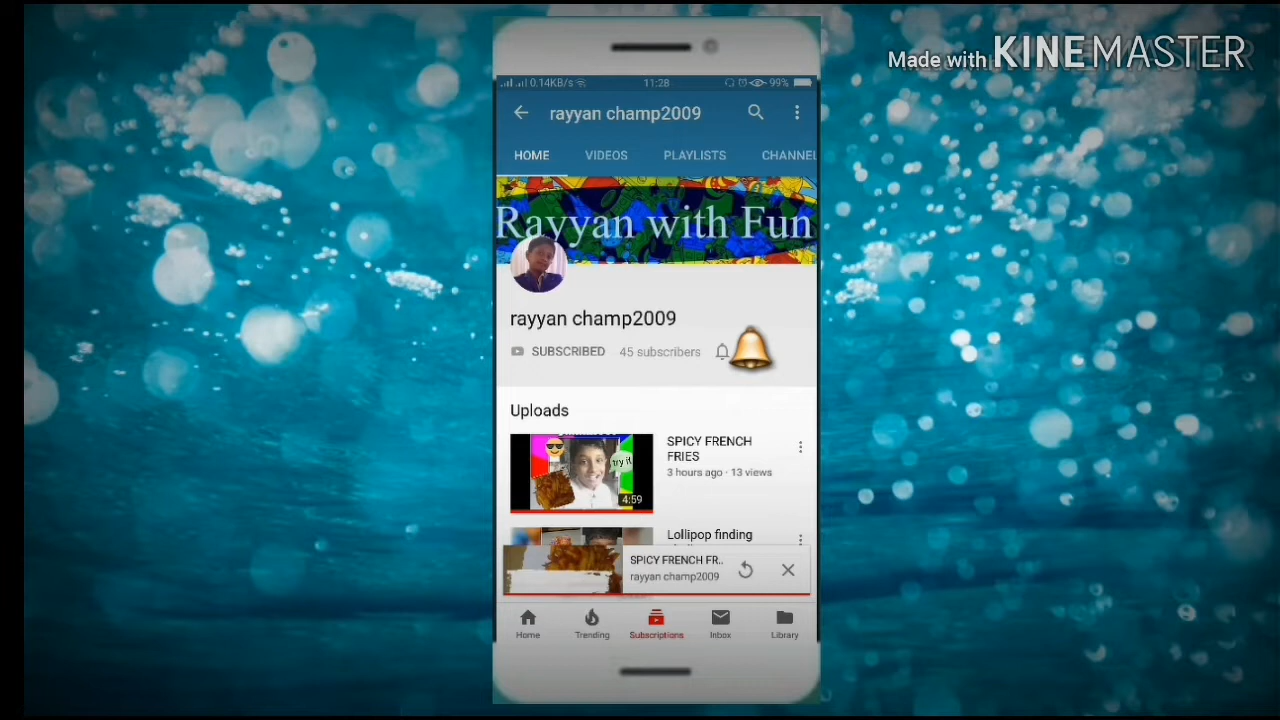 Made with KINEMASTER
0.14KB/s 11:28 99%
rayyan champ2009
HOME VIDEOS PLAYLISTS CHANNEL
Rayyan with Fun
rayyan champ2009
SUBSCRIBED 45 subscribers
Uploads
SPICY FRENCH
FRIES
3 hours ago · 13 views
try it
4:59
Lollipop finding
SPICY FRENCH FR..
rayyan champ2009
Home Trending Subscriptions Inbox Library